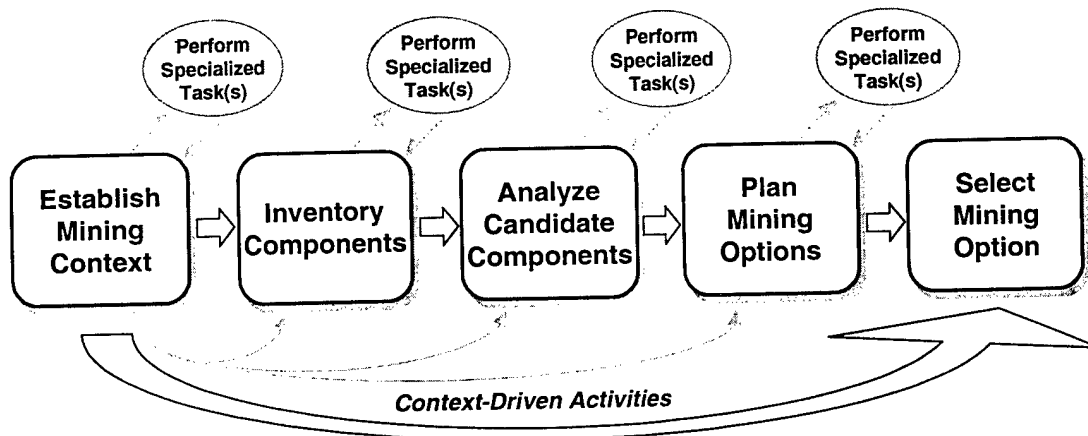 Perform
Specialized
Task(s)
Perform
Specialized
Task(s)
Perform
Specialized
Task(s)
Perform
Specialized
Task(s)
Establish
Mining
Context
Inventory
Components
Analyze
Candidate
Components
Plan
Mining
Options
Select
Mining
Option
Context-Driven Activities